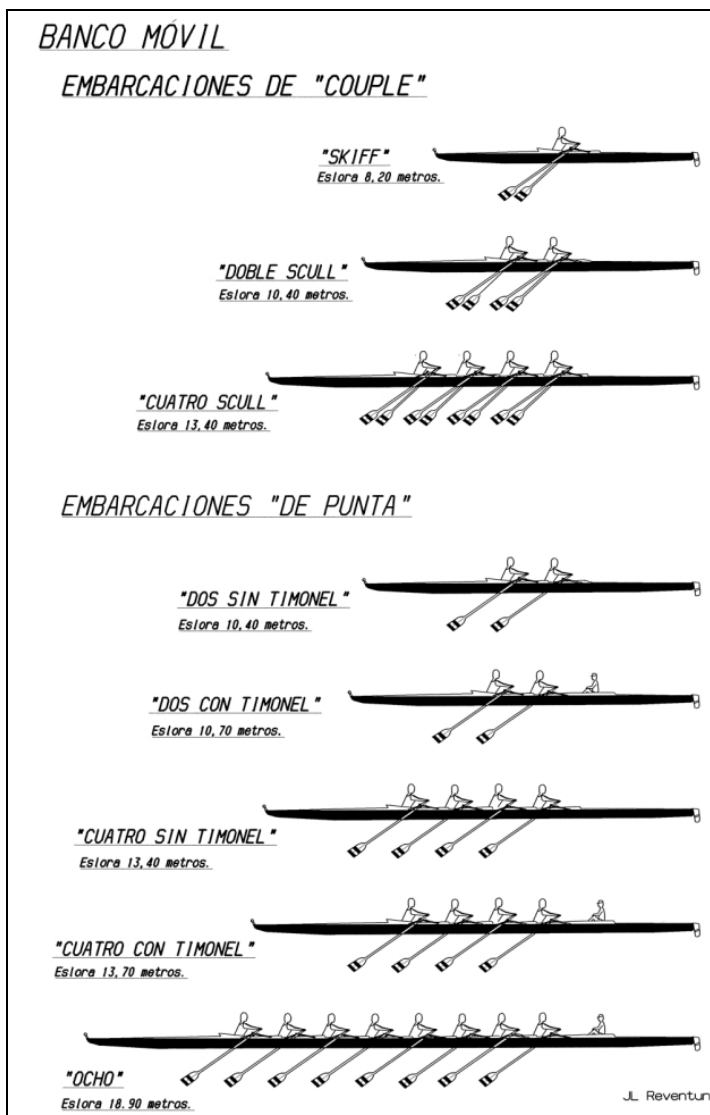 BANCO MÓVIL
EMBARCACIONES DE "COUPLE"
"SKIFF"
Eslora 8,20 metros.
"DOBLE SCULL"
Eslora 10,40 metros.
"CUATRO SCULL"
Eslora 13,40 metros.
EMBARCACIONES "DE PUNTA"
"DOS SIN TIMONEL"
Eslora 10,40 metros.
"DOS CON TIMONEL"
Eslora 10,70 metros.
"CUATRO SIN TIMONEL"
Eslora 13,40 metros.
"CUATRO CON TIMONEL"
Eslora 13,70 metros.
"OCHO"
Eslora 18.90 metros.
JL Reventun